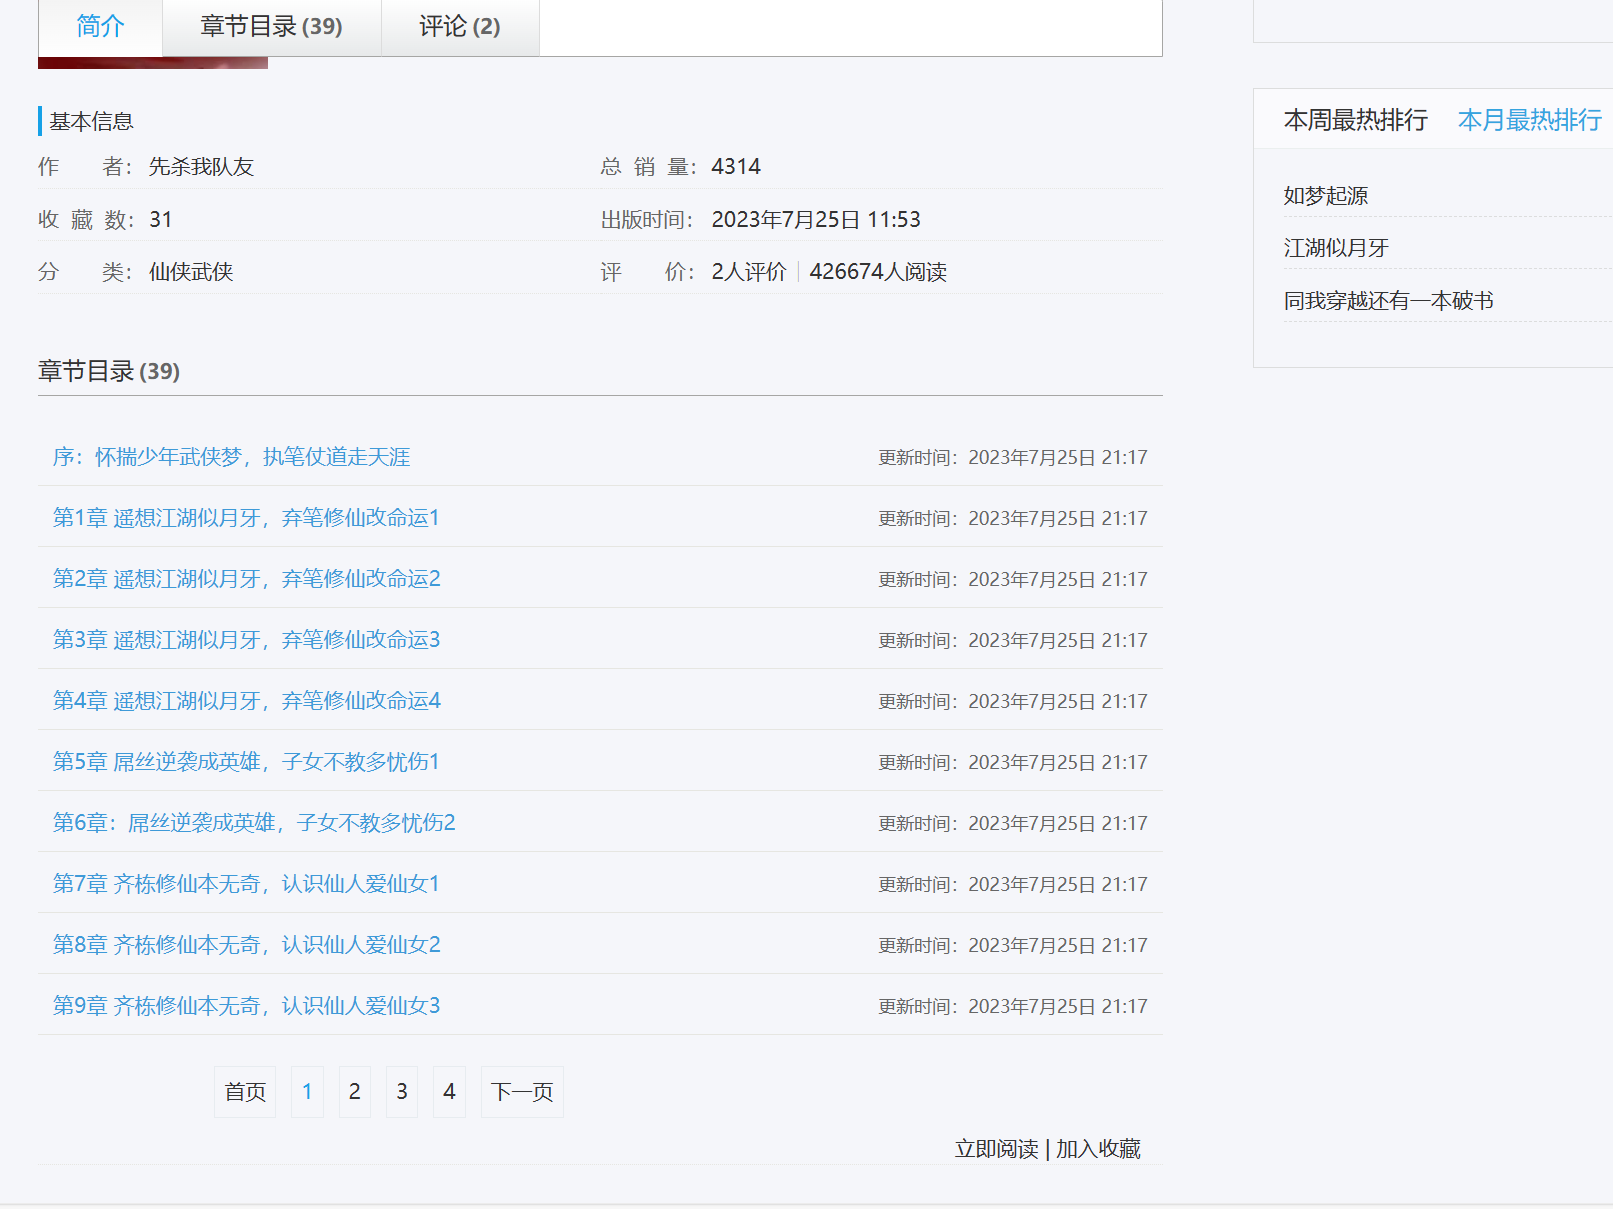 简介 章节目录 (39) 评论 (2)
基本信息
作 者： 先杀我队友 总 销 量： 4314
收 藏 数： 31 出版时间： 2023年7月25日 11:53
分 类： 仙侠武侠 评 价： 2人评价 426674人阅读
章节目录 (39)
序：怀揣少年武侠梦，执笔仗道走天涯 更新时间：2023年7月25日 21:17
第1章 遥想江湖似月牙，弃笔修仙改命运1 更新时间：2023年7月25日 21:17
第2章 遥想江湖似月牙，弃笔修仙改命运2 更新时间：2023年7月25日 21:17
第3章 遥想江湖似月牙，弃笔修仙改命运3 更新时间：2023年7月25日 21:17
第4章 遥想江湖似月牙，弃笔修仙改命运4 更新时间：2023年7月25日 21:17
第5章 屌丝逆袭成英雄，子女不教多忧伤1 更新时间：2023年7月25日 21:17
第6章：屌丝逆袭成英雄，子女不教多忧伤2 更新时间：2023年7月25日 21:17
第7章 齐栋修仙本无奇，认识仙人爱仙女1 更新时间：2023年7月25日 21:17
第8章 齐栋修仙本无奇，认识仙人爱仙女2 更新时间：2023年7月25日 21:17
第9章 齐栋修仙本无奇，认识仙人爱仙女3 更新时间：2023年7月25日 21:17
首页 1 2 3 4 下一页
立即阅读 | 加入收藏
本周最热排行 本月最热排行
如梦起源
江湖似月牙
同我穿越还有一本破书